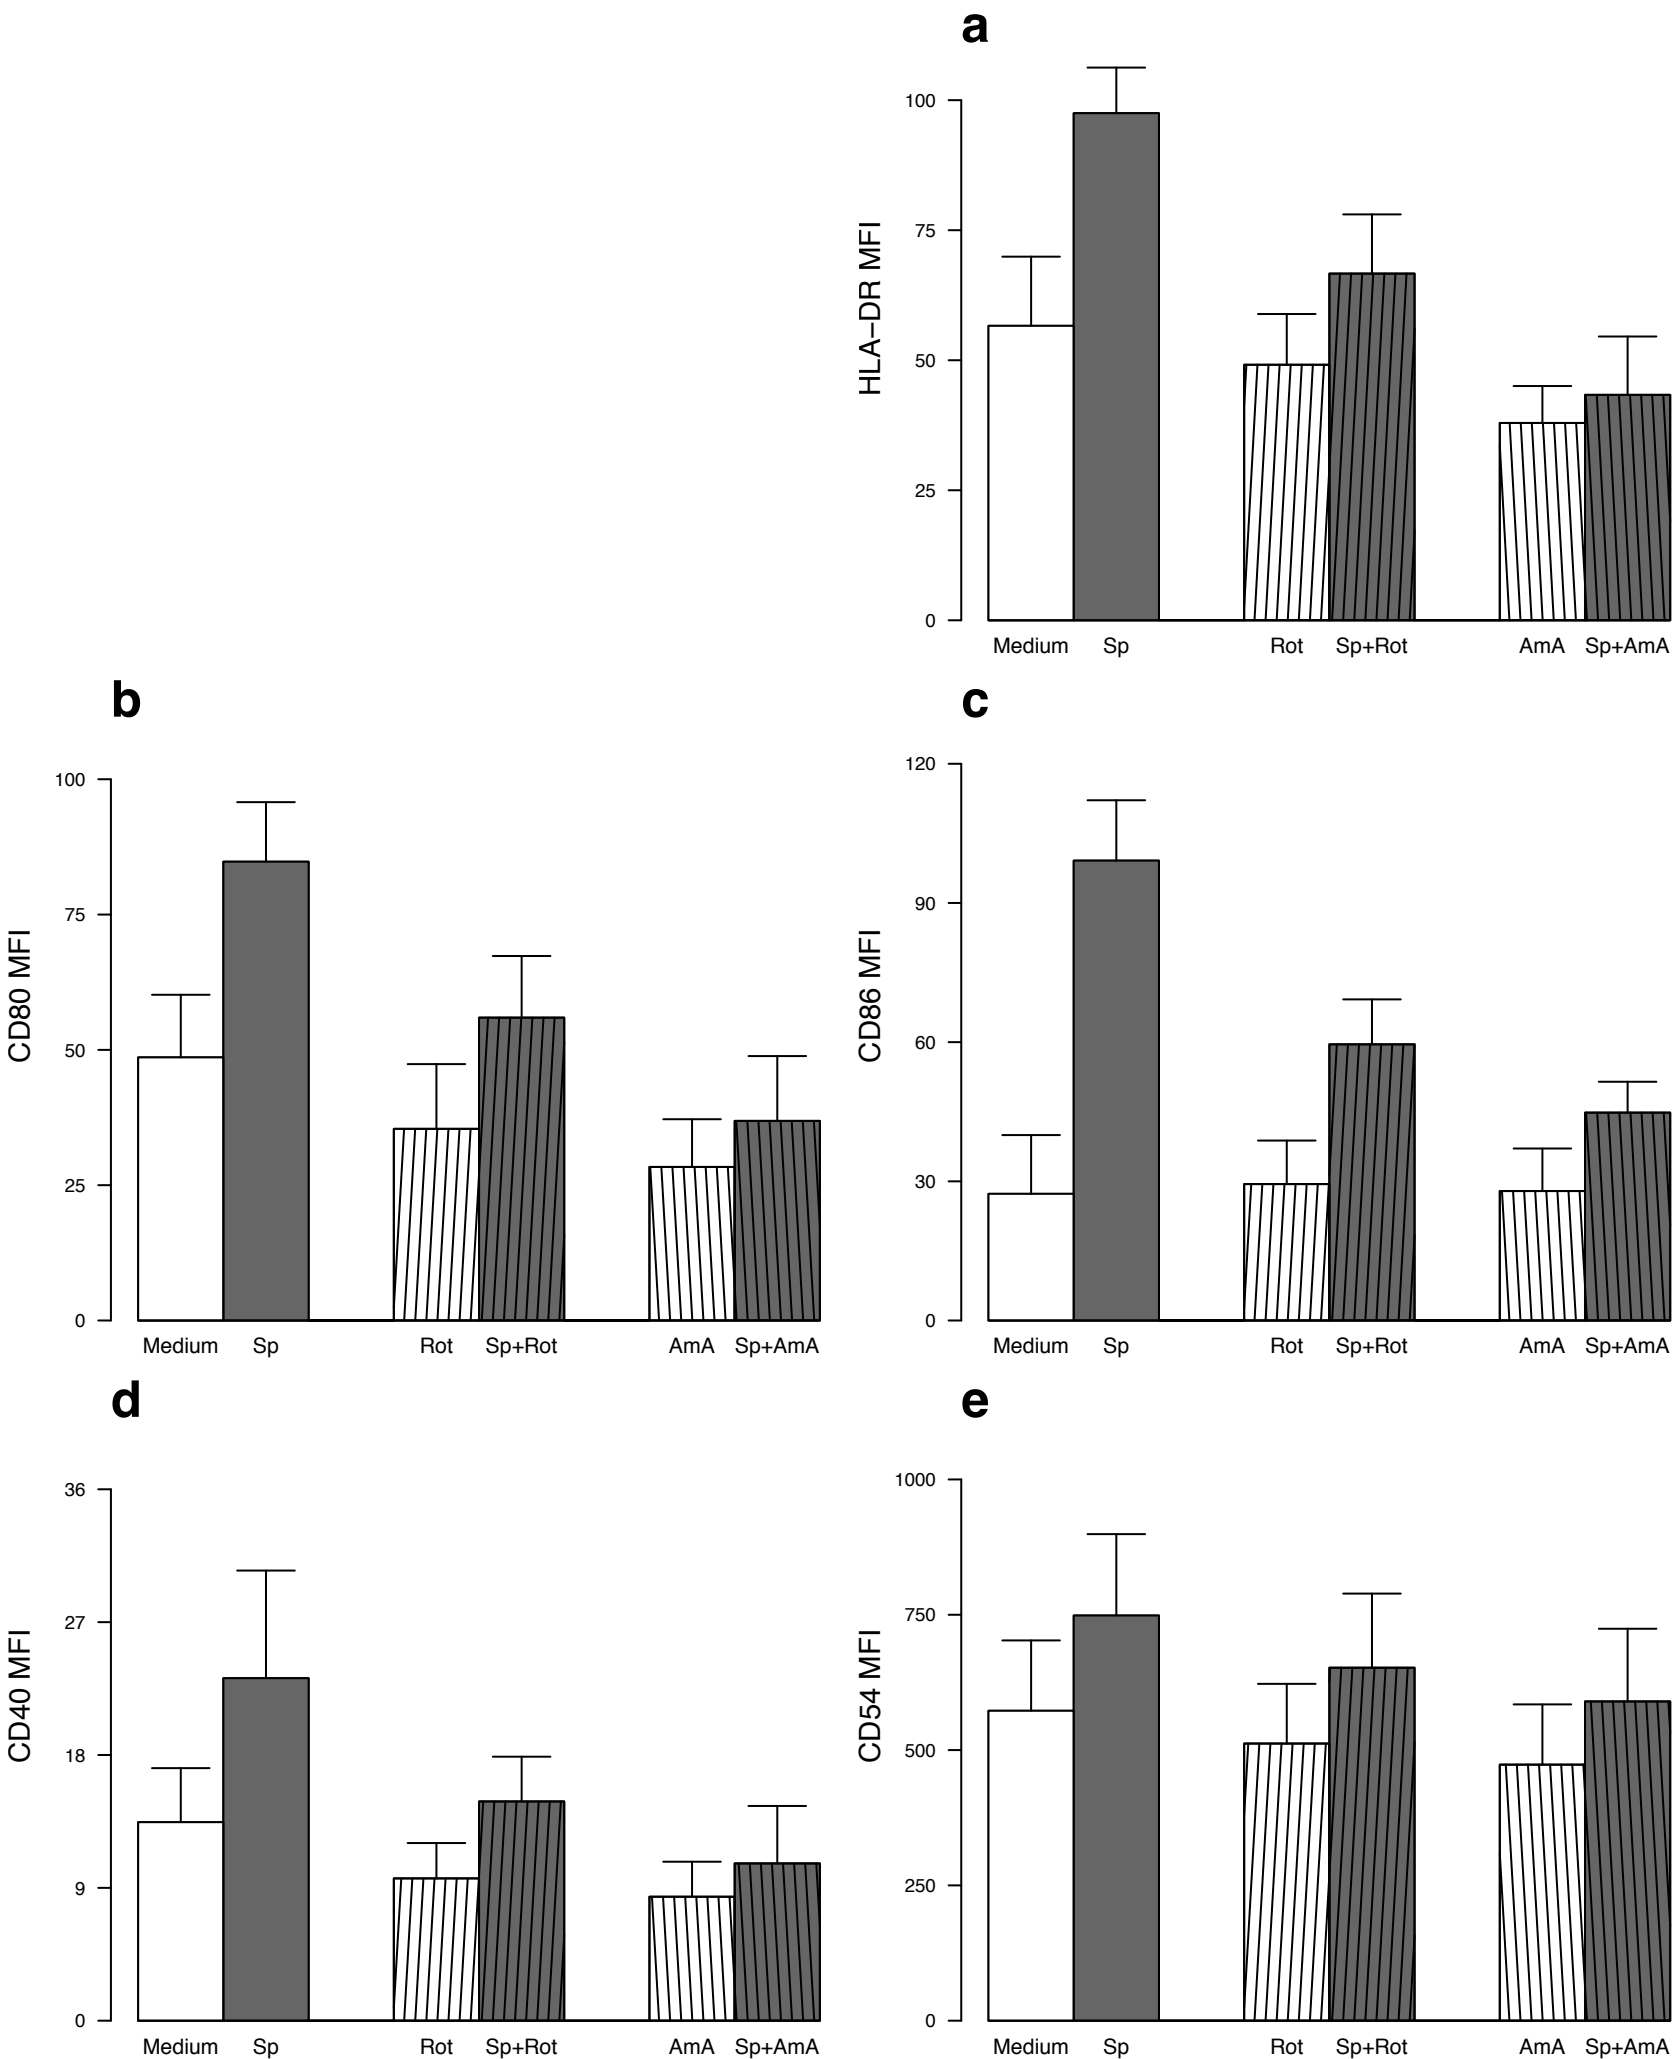 a
HLA−DR MFI
100
75
50
25
0
Medium Sp Rot Sp+Rot AmA Sp+AmA
b
CD80 MFI
100
75
50
25
0
Medium Sp Rot Sp+Rot AmA Sp+AmA
c
CD86 MFI
120
90
60
30
0
Medium Sp Rot Sp+Rot AmA Sp+AmA
d
CD40 MFI
36
27
18
9
0
Medium Sp Rot Sp+Rot AmA Sp+AmA
e
CD54 MFI
1000
750
500
250
0
Medium Sp Rot Sp+Rot AmA Sp+AmA